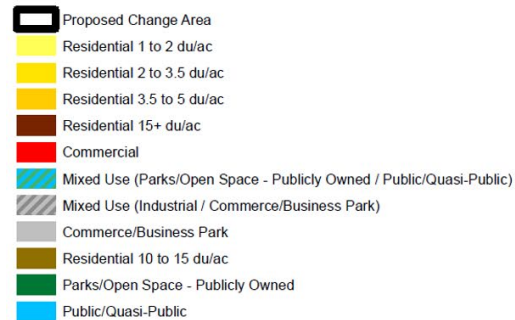 Proposed Change Area
Residential 1 to 2 du/ac
Residential 2 to 3.5 du/ac
Residential 3.5 to 5 du/ac
Residential 15+ du/ac
Commercial
Mixed Use (Parks/Open Space - Publicly Owned / Public/Quasi-Public)
Mixed Use (Industrial / Commerce/Business Park)
Commerce/Business Park
Residential 10 to 15 du/ac
Parks/Open Space - Publicly Owned
Public/Quasi-Public